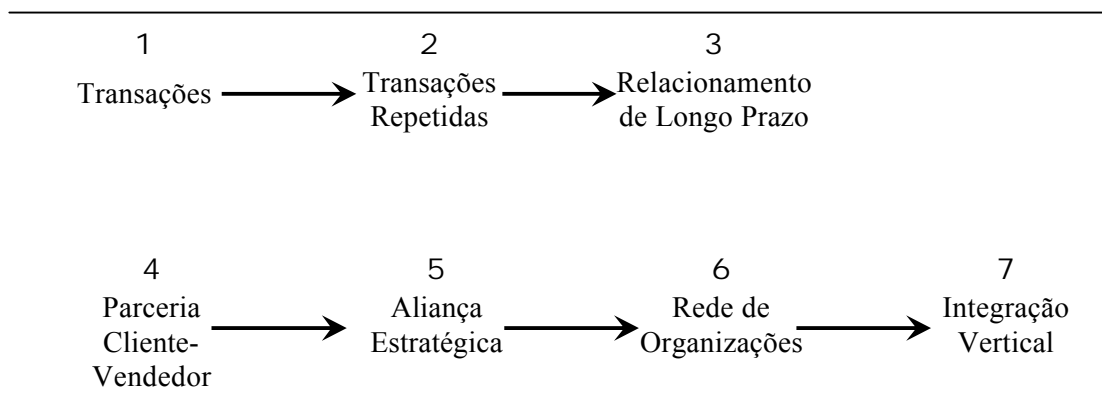 1 2 3
Transações Transações Repetidas Relacionamento de Longo Prazo
4 5 6 7
Parceria Cliente-Vendedor Aliança Estratégica Rede de Organizações Integração Vertical